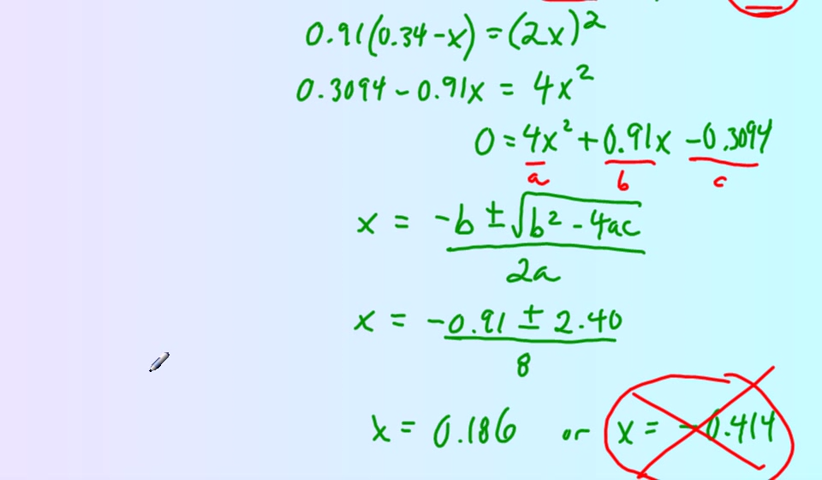 0.91(0.34-x) = (2x)²
0.3094 - 0.91x = 4x²
0 = 4x² + 0.91x - 0.3094
a b c
x = -b ± √b² - 4ac
2a
x = -0.91 ± 2.40
8
x = 0.186 or x = -0.414